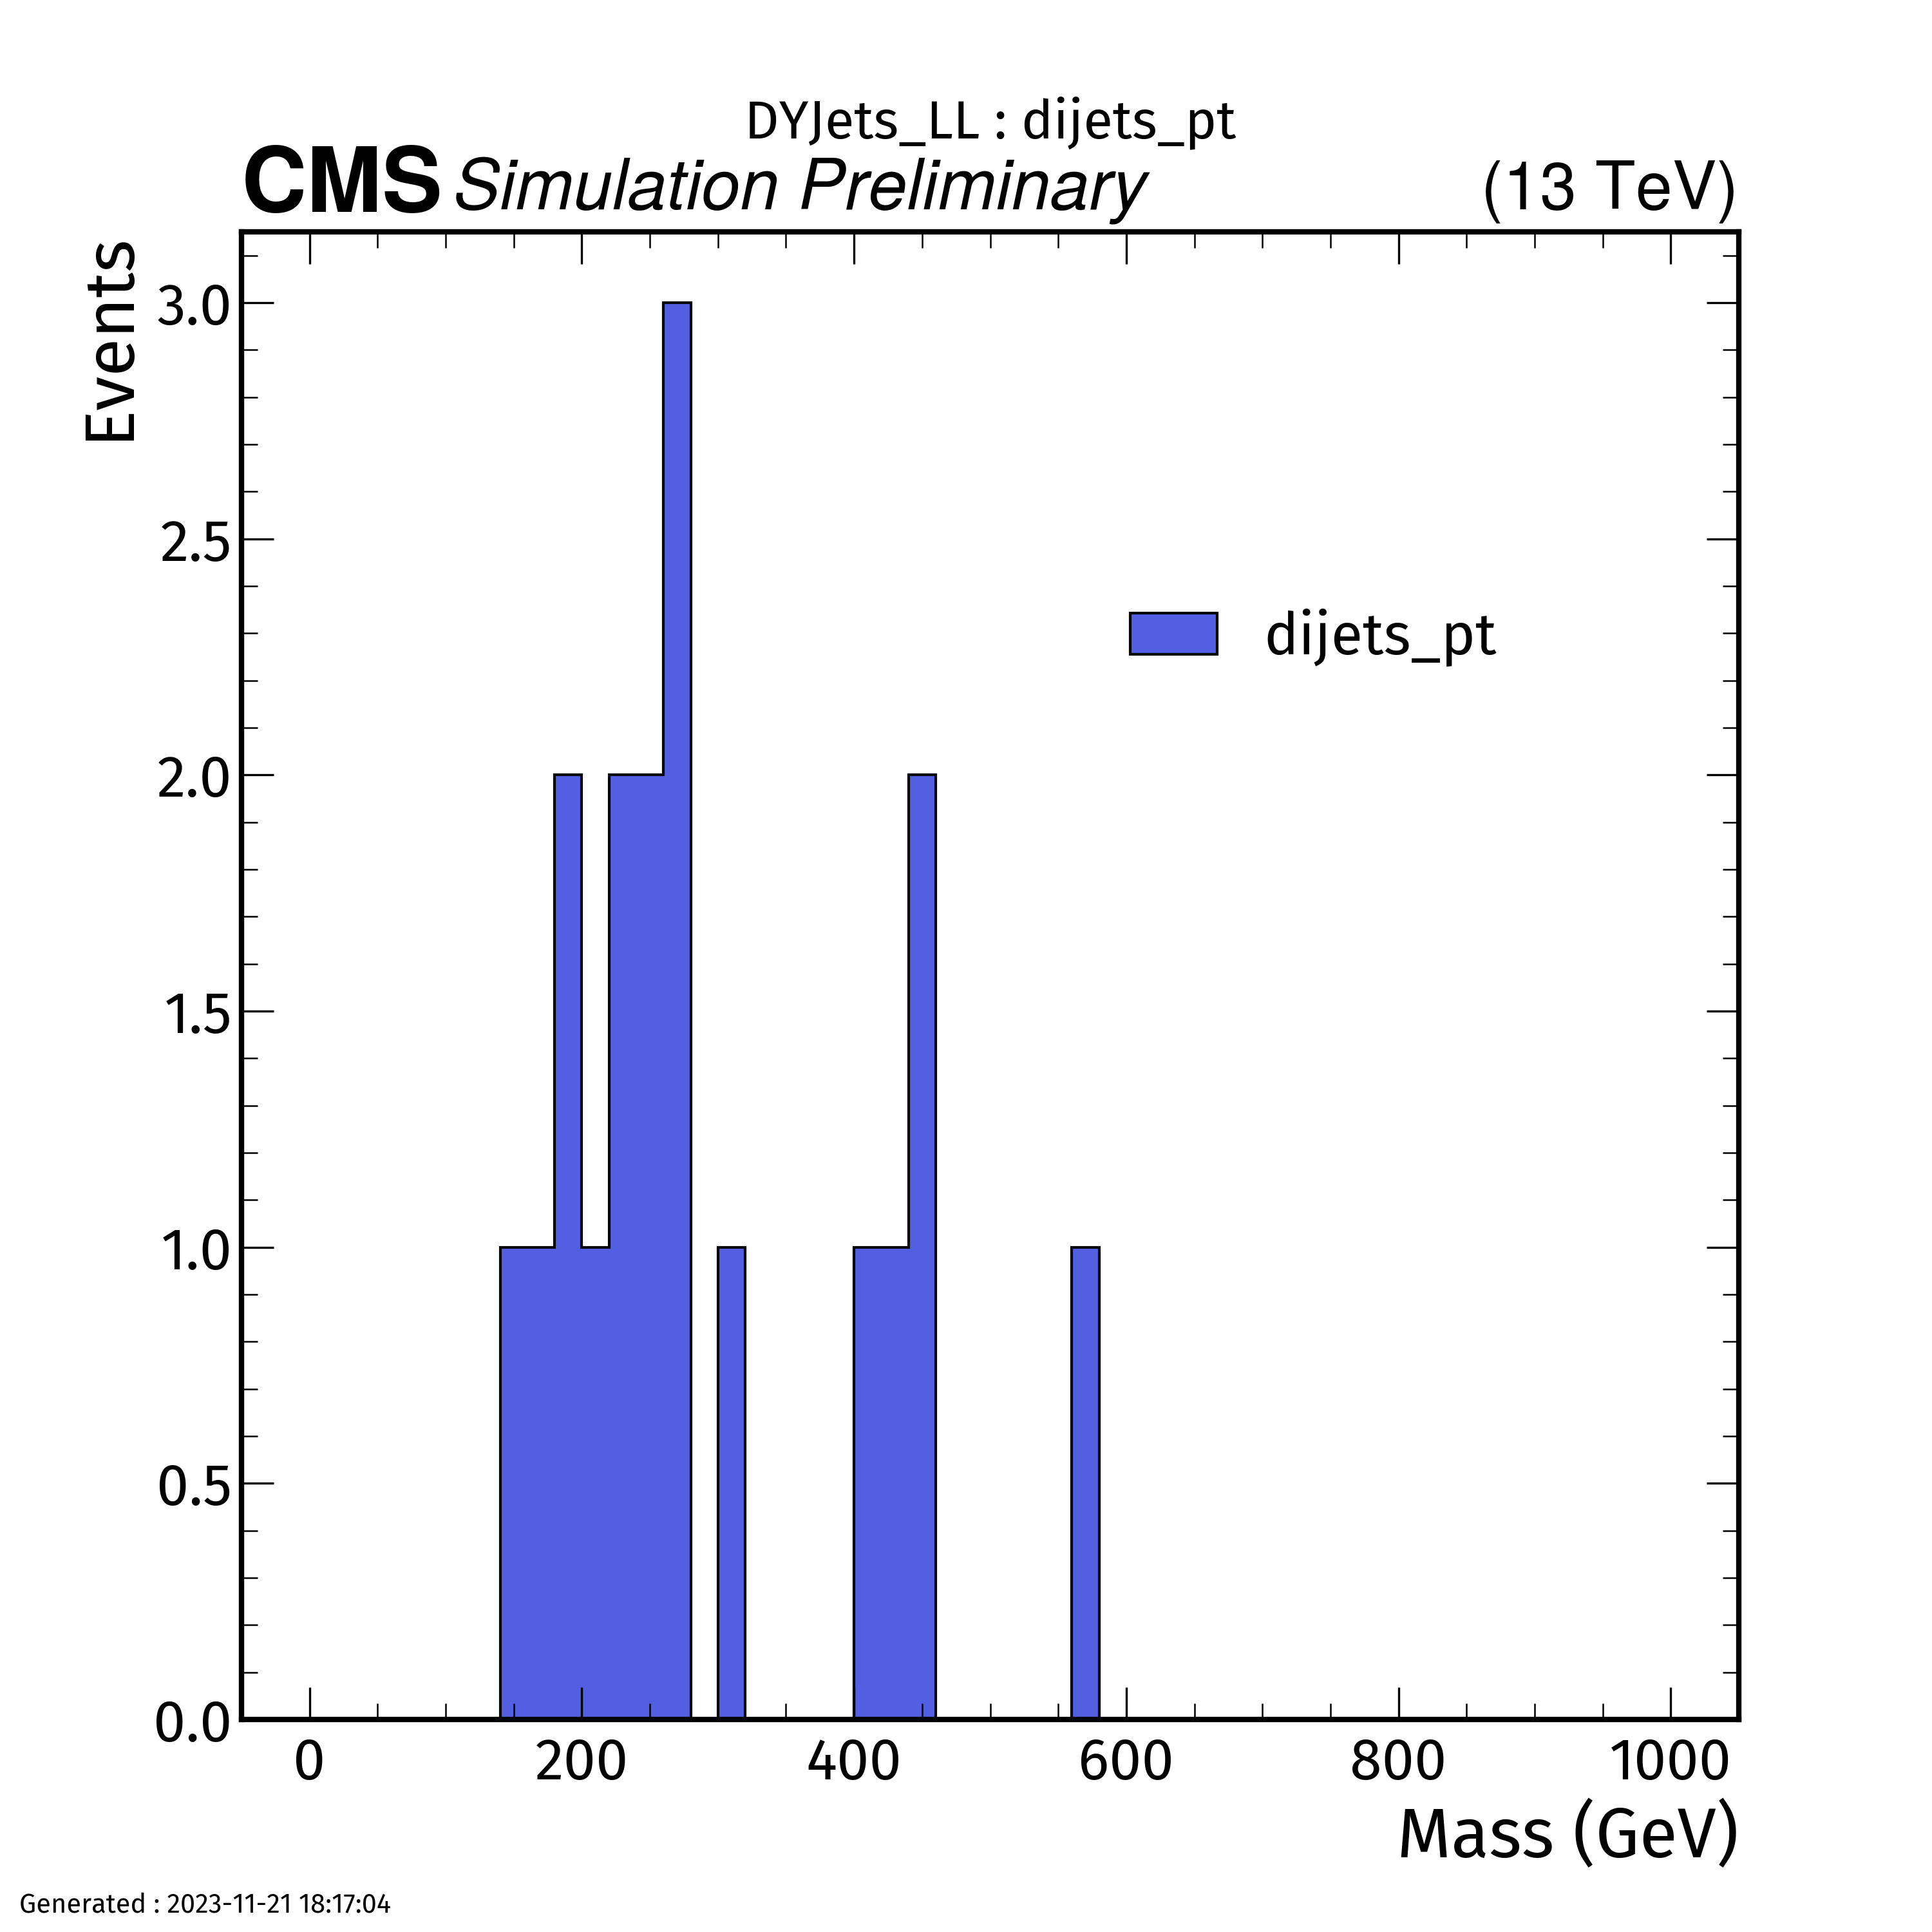 DYJets_LL : dijets_pt
CMS Simulation Preliminary (13 TeV)
Events
3.0
2.5
dijets_pt
2.0
1.5
1.0
0.5
0.0
0 200 400 600 800 1000
Mass (GeV)
Generated : 2023-11-21 18:17:04